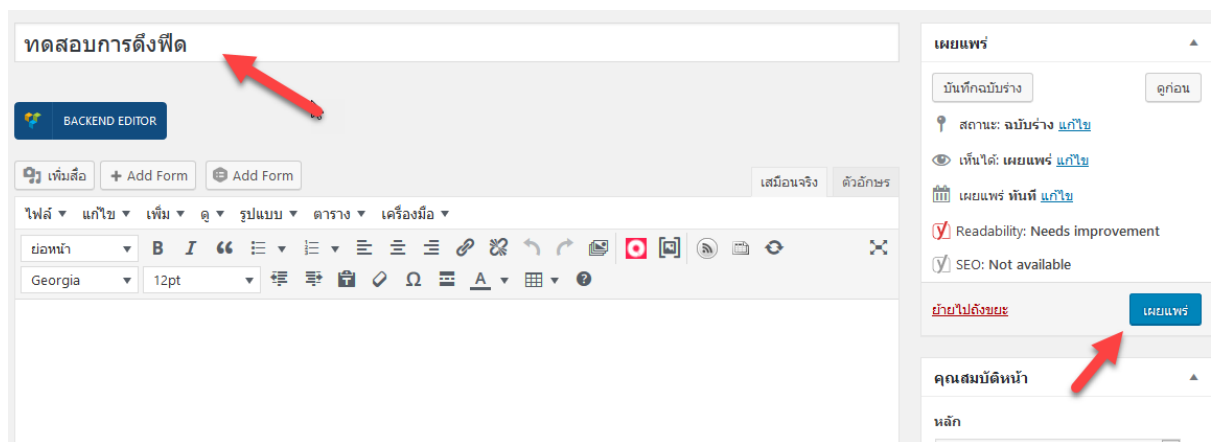 ทดสอบการดึงฟีด
BACKEND EDITOR
เพิ่มสื่อ
+ Add Form
Add Form
เสมือนจริง
ตัวอักษร
ไฟล์ แก้ไข เพิ่ม ดู รูปแบบ ตาราง เครื่องมือ
ย่อหน้า
B I
Georgia
12pt
Ω
A
เผยแพร่
บันทึกฉบับร่าง
ดูก่อน
สถานะ: ฉบับร่าง แก้ไข
เห็นได้: เผยแพร่ แก้ไข
เผยแพร่ ทันที แก้ไข
Readability: Needs improvement
SEO: Not available
ย้ายไปถังขยะ
เผยแพร่
คุณสมบัติหน้า
หลัก